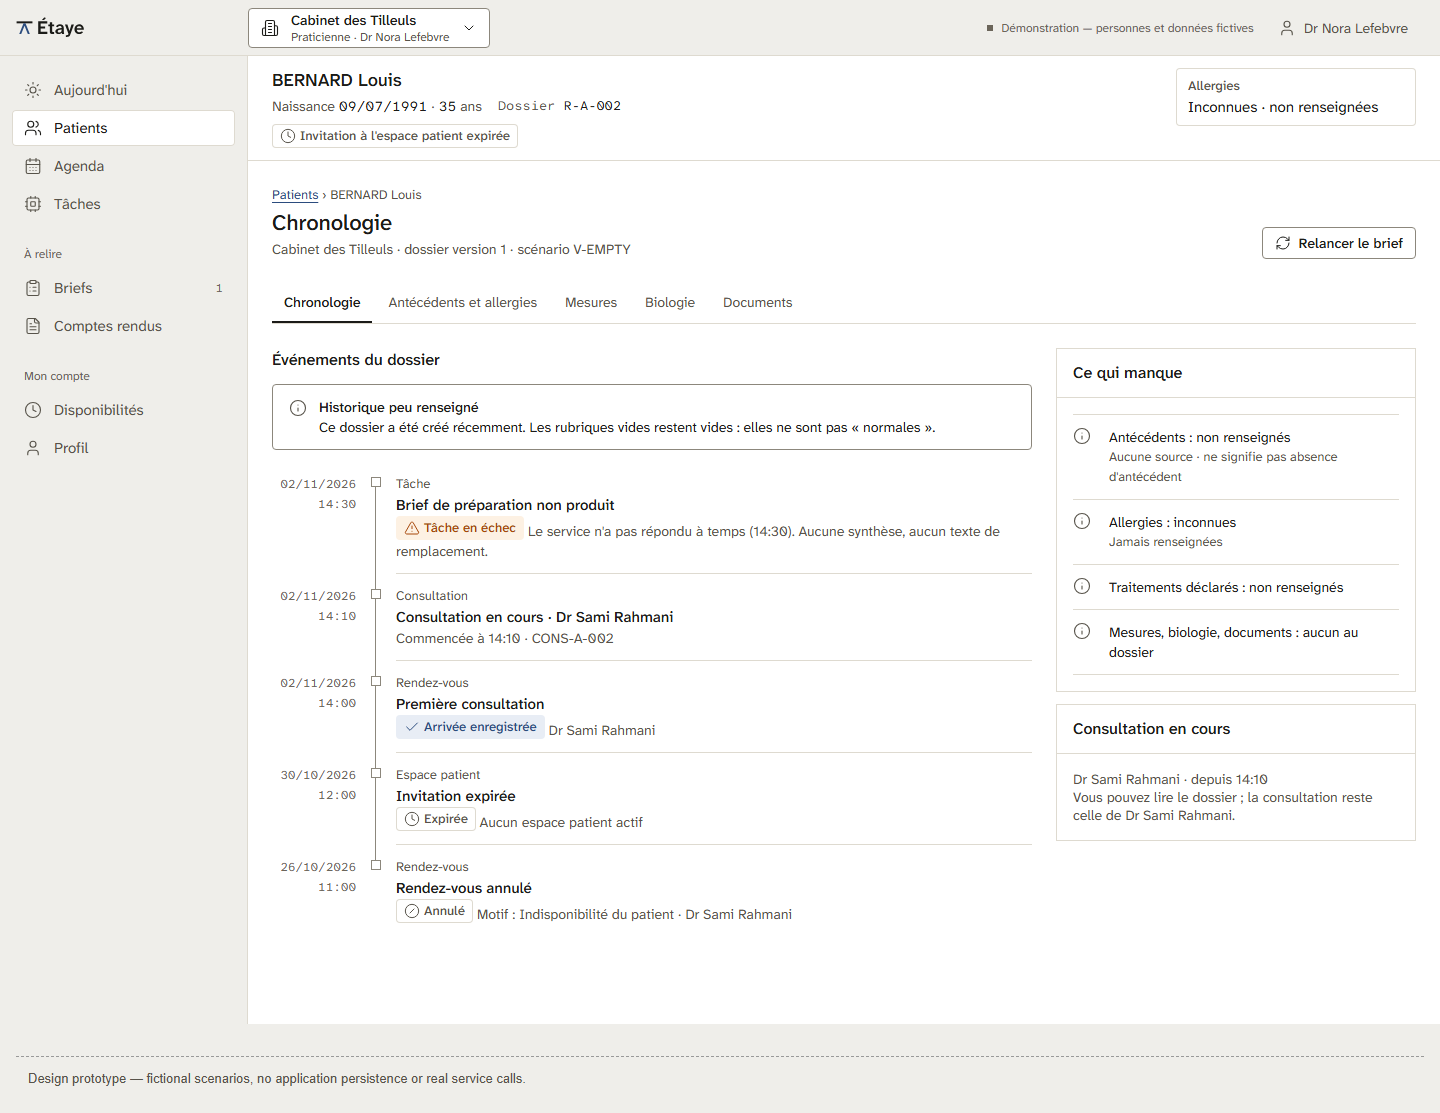 Étaye
Cabinet des Tilleuls
Praticienne · Dr Nora Lefebvre
Démonstration — personnes et données fictives
Dr Nora Lefebvre
Aujourd'hui
Patients
Agenda
Tâches
À relire
Briefs 1
Comptes rendus
Mon compte
Disponibilités
Profil
BERNARD Louis
Naissance 09/07/1991 · 35 ans Dossier R-A-002
Invitation à l'espace patient expirée
Allergies
Inconnues · non renseignées
Patients › BERNARD Louis
Chronologie
Cabinet des Tilleuls · dossier version 1 · scénario V-EMPTY
Relancer le brief
Chronologie Antécédents et allergies Mesures Biologie Documents
Événements du dossier
Historique peu renseigné
Ce dossier a été créé récemment. Les rubriques vides restent vides : elles ne sont pas « normales ».
02/11/2026
14:30
Tâche
Brief de préparation non produit
Tâche en échec Le service n'a pas répondu à temps (14:30). Aucune synthèse, aucun texte de
remplacement.
02/11/2026
14:10
Consultation
Consultation en cours · Dr Sami Rahmani
Commencée à 14:10 · CONS-A-002
02/11/2026
14:00
Rendez-vous
Première consultation
Arrivée enregistrée Dr Sami Rahmani
30/10/2026
12:00
Espace patient
Invitation expirée
Expirée Aucun espace patient actif
26/10/2026
11:00
Rendez-vous
Rendez-vous annulé
Annulé Motif : Indisponibilité du patient · Dr Sami Rahmani
Ce qui manque
Antécédents : non renseignés
Aucune source · ne signifie pas absence
d'antécédent
Allergies : inconnues
Jamais renseignées
Traitements déclarés : non renseignés
Mesures, biologie, documents : aucun au
dossier
Consultation en cours
Dr Sami Rahmani · depuis 14:10
Vous pouvez lire le dossier ; la consultation reste
celle de Dr Sami Rahmani.
Design prototype — fictional scenarios, no application persistence or real service calls.